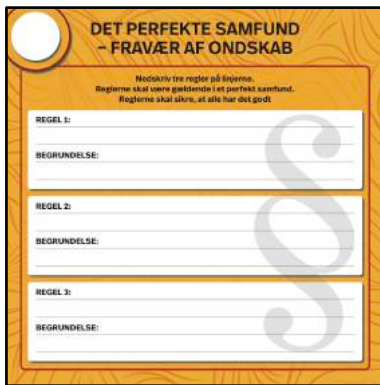 DET PERFEKTE SAMFUND
– FRAVÆR AF ONDSKAB
Nedskriv tre regler på linjerne.
Reglerne skal være gældende i et perfekt samfund.
Reglerne skal sikre, at alle har det godt
REGEL 1:
BEGRUNDELSE:
REGEL 2:
BEGRUNDELSE:
REGEL 3:
BEGRUNDELSE:
§